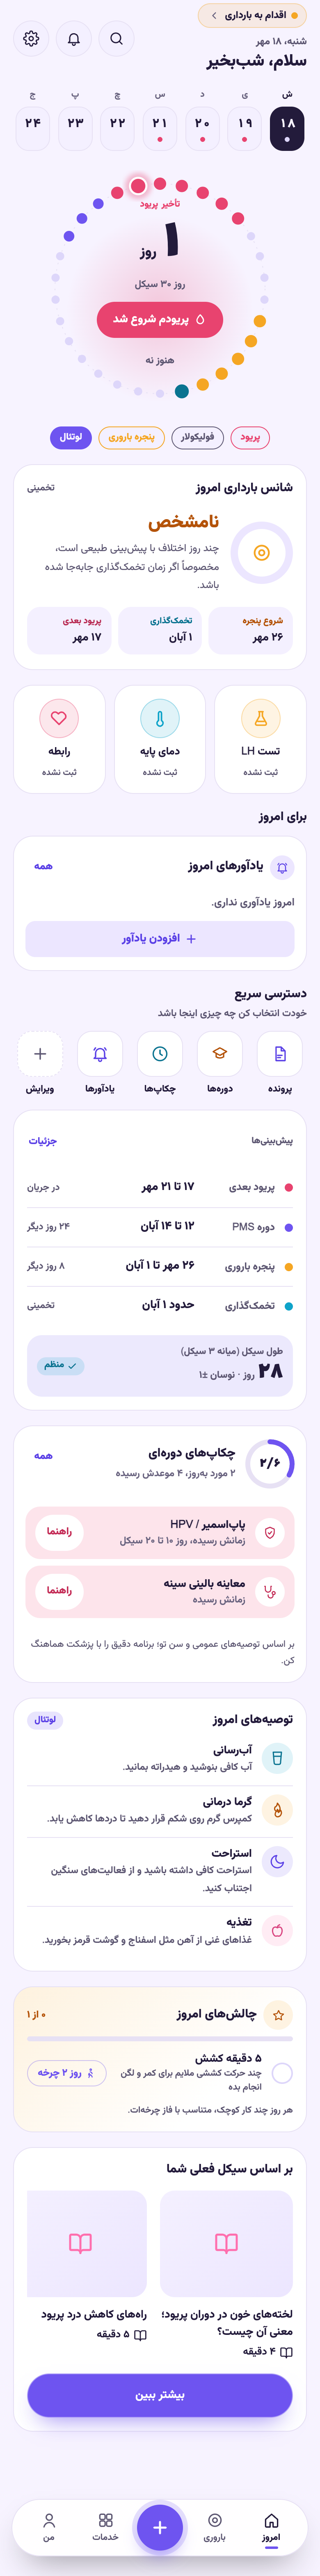 اقدام به بارداری
شنبه، ۱۸ مهر
سلام، شب‌بخیر
ش ی د س چ پ ج
۱۸ ۱۹ ۲۰ ۲۱ ۲۲ ۲۳ ۲۴
تأخیر پریود
۱ روز
روز ۳۰ سیکل
پریودم شروع شد
هنوز نه
پریود
فولیکولار
پنجره باروری
لوتئال
شانس بارداری امروز
تخمینی
نامشخص
چند روز اختلاف با پیش‌بینی طبیعی است،
مخصوصاً اگر زمان تخمک‌گذاری جابه‌جا شده
باشد.
شروع پنجره
۲۶ مهر
تخمک‌گذاری
۱ آبان
پریود بعدی
۱۷ مهر
تست LH
ثبت نشده
دمای پایه
ثبت نشده
رابطه
ثبت نشده
برای امروز
یادآورهای امروز
همه
امروز یادآوری نداری.
افزودن یادآور
دسترسی سریع
خودت انتخاب کن چه چیزی اینجا باشد
پرونده
دوره‌ها
چکاپ‌ها
یادآورها
ویرایش
پیش‌بینی‌ها
جزئیات
پریود بعدی
۱۷ تا ۲۱ مهر
در جریان
دوره PMS
۱۲ تا ۱۴ آبان
۲۴ روز دیگر
پنجره باروری
۲۶ مهر تا ۱ آبان
۸ روز دیگر
تخمک‌گذاری
حدود ۱ آبان
تخمینی
طول سیکل (میانه ۳ سیکل)
۲۸ روز · نوسان ±۱
منظم
۲/۶
چکاپ‌های دوره‌ای
همه
۲ مورد به‌روز، ۴ موعدش رسیده
پاپ‌اسمیر / HPV
زمانش رسیده، روز ۱۰ تا ۲۰ سیکل
راهنما
معاینه بالینی سینه
زمانش رسیده
راهنما
بر اساس توصیه‌های عمومی و سن تو؛ برنامه دقیق را با پزشکت هماهنگ
کن.
توصیه‌های امروز
لوتئال
آب‌رسانی
آب کافی بنوشید و هیدراته بمانید.
گرما درمانی
کمپرس گرم روی شکم قرار دهید تا دردها کاهش یابد.
استراحت
استراحت کافی داشته باشید و از فعالیت‌های سنگین
اجتناب کنید.
تغذیه
غذاهای غنی از آهن مثل اسفناج و گوشت قرمز بخورید.
چالش‌های امروز
۰ از ۱
۵ دقیقه کشش
چند حرکت کششی ملایم برای کمر و لگن
انجام بده
روز ۲ چرخه
هر روز چند کار کوچک، متناسب با فاز چرخه‌ات.
بر اساس سیکل فعلی شما
لخته‌های خون در دوران پریود؛
معنی آن چیست؟
۴ دقیقه
راه‌های کاهش درد پریود
۵ دقیقه
بیشتر ببین
امروز
باروری
خدمات
من